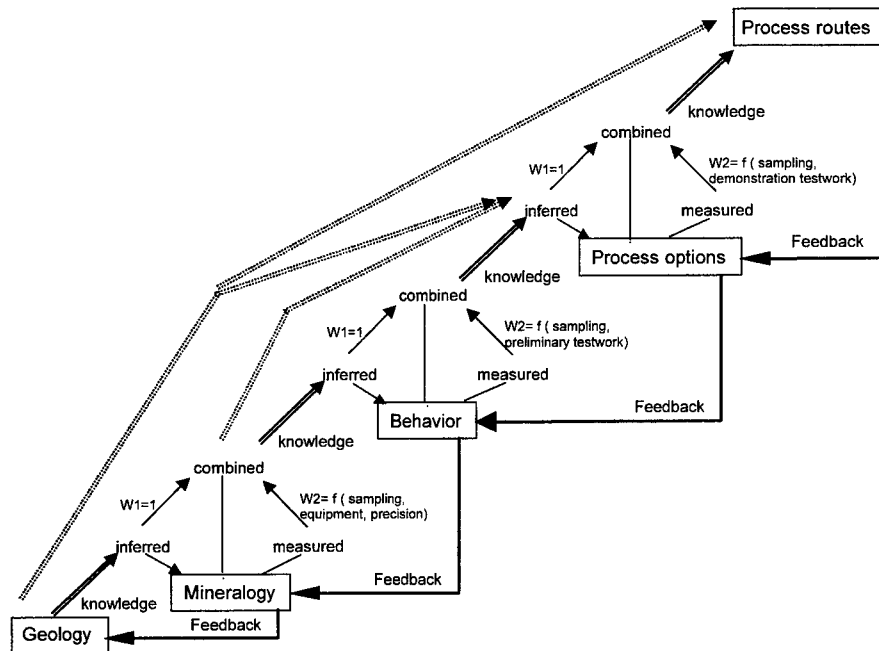 Process routes
knowledge
combined
W1=1
W2= f ( sampling,
demonstration testwork)
inferred
measured
Process options
Feedback
knowledge
combined
W1=1
W2= f ( sampling,
preliminary testwork)
inferred
measured
Behavior
Feedback
knowledge
combined
W1=1
W2= f ( sampling,
equipment, precision)
inferred
measured
Mineralogy
Feedback
knowledge
Geology
Feedback